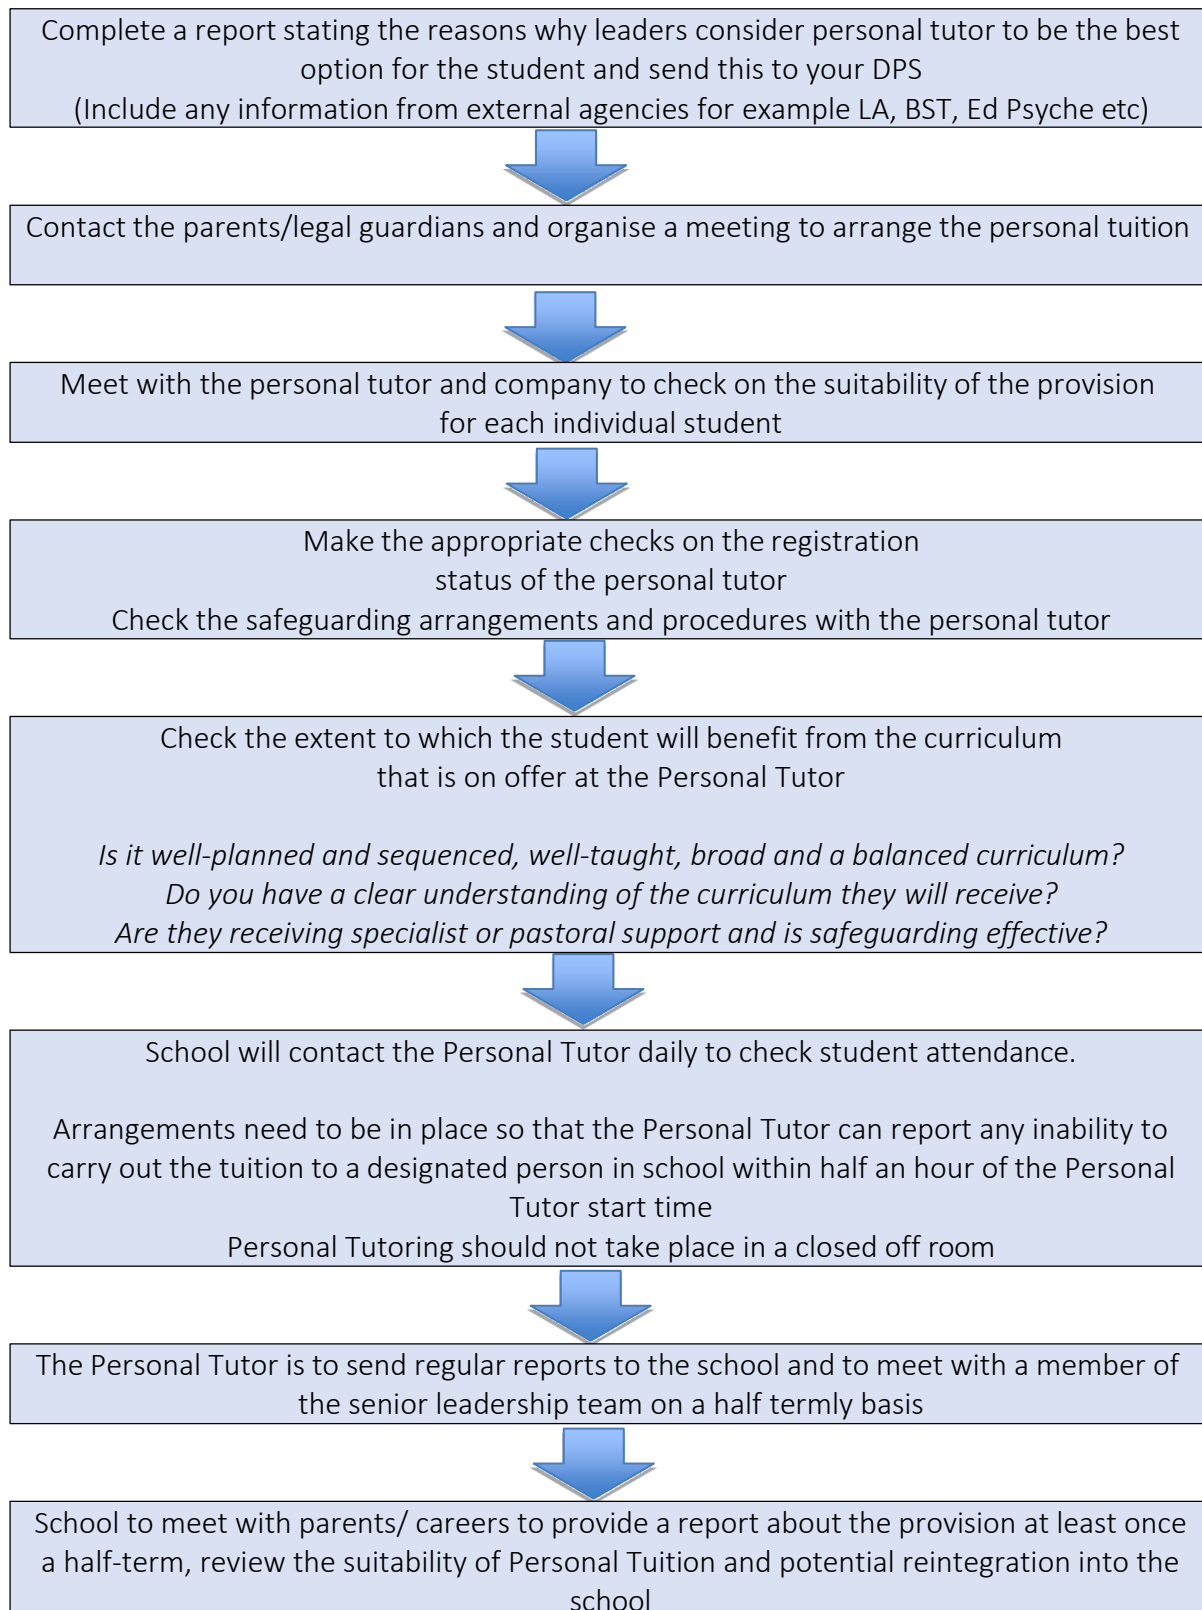 Complete a report stating the reasons why leaders consider personal tutor to be the best
option for the student and send this to your DPS
(Include any information from external agencies for example LA, BST, Ed Psyche etc)
Contact the parents/legal guardians and organise a meeting to arrange the personal tuition
Meet with the personal tutor and company to check on the suitability of the provision
for each individual student
Make the appropriate checks on the registration
status of the personal tutor
Check the safeguarding arrangements and procedures with the personal tutor
Check the extent to which the student will benefit from the curriculum
that is on offer at the Personal Tutor
Is it well-planned and sequenced, well-taught, broad and a balanced curriculum?
Do you have a clear understanding of the curriculum they will receive?
Are they receiving specialist or pastoral support and is safeguarding effective?
School will contact the Personal Tutor daily to check student attendance.
Arrangements need to be in place so that the Personal Tutor can report any inability to
carry out the tuition to a designated person in school within half an hour of the Personal
Tutor start time
Personal Tutoring should not take place in a closed off room
The Personal Tutor is to send regular reports to the school and to meet with a member of
the senior leadership team on a half termly basis
School to meet with parents/ careers to provide a report about the provision at least once
a half-term, review the suitability of Personal Tuition and potential reintegration into the
school